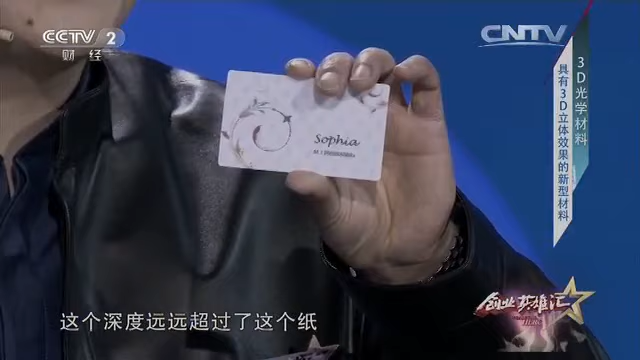 CCTV 2
财经
CNTV
3D光学材料
具有3D立体效果的新型材料
Sophia
创业英雄汇
这个深度远远超过了这个纸